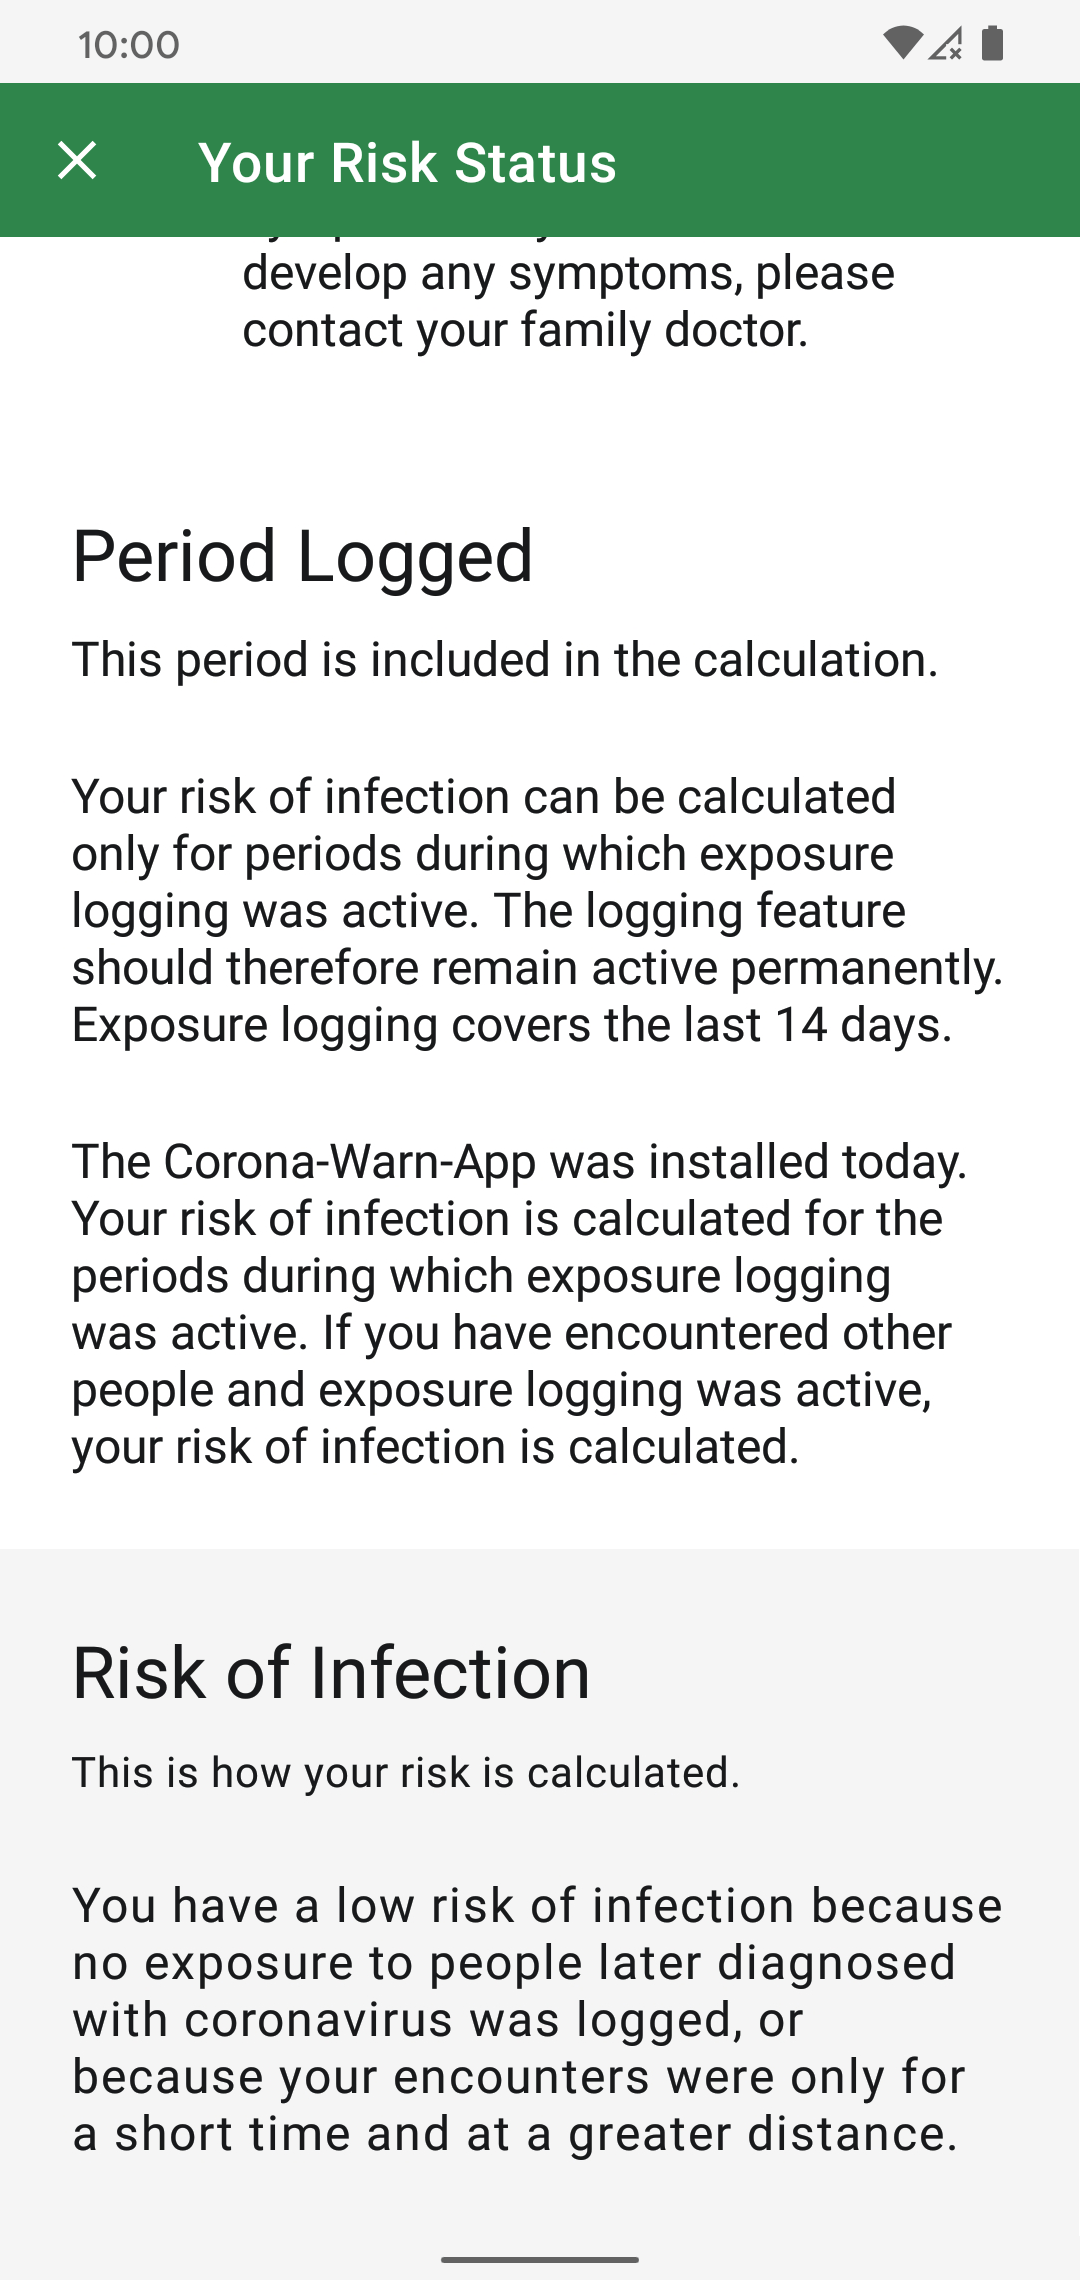 10:00
Your Risk Status
develop any symptoms, please
contact your family doctor.
Period Logged
This period is included in the calculation.
Your risk of infection can be calculated
only for periods during which exposure
logging was active. The logging feature
should therefore remain active permanently.
Exposure logging covers the last 14 days.
The Corona-Warn-App was installed today.
Your risk of infection is calculated for the
periods during which exposure logging
was active. If you have encountered other
people and exposure logging was active,
your risk of infection is calculated.
Risk of Infection
This is how your risk is calculated.
You have a low risk of infection because
no exposure to people later diagnosed
with coronavirus was logged, or
because your encounters were only for
a short time and at a greater distance.